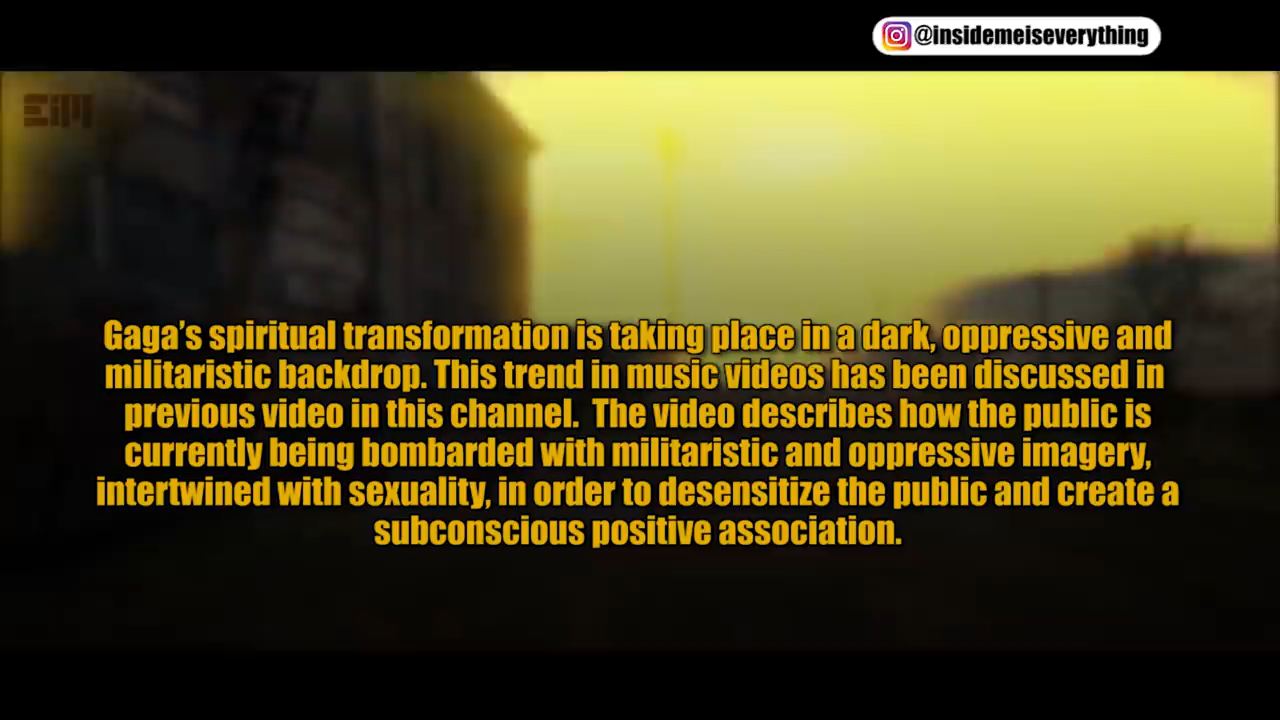 @insidemeiseverything
EiM
Gaga’s spiritual transformation is taking place in a dark, oppressive and
militaristic backdrop. This trend in music videos has been discussed in
previous video in this channel.  The video describes how the public is
currently being bombarded with militaristic and oppressive imagery,
intertwined with sexuality, in order to desensitize the public and create a
subconscious positive association.